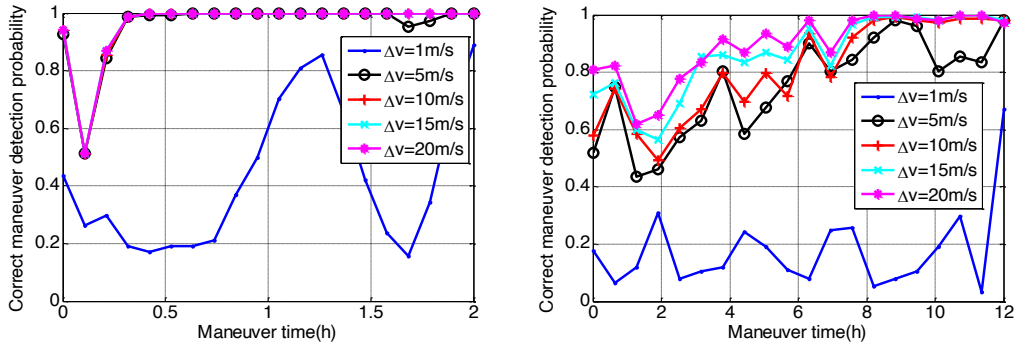 Correct maneuver detection probability
1
0.8
0.6
0.4
0.2
0
0
0.5
1
1.5
2
Maneuver time(h)
Δv=1m/s
Δv=5m/s
Δv=10m/s
Δv=15m/s
Δv=20m/s
Correct maneuver detection probability
1
0.8
0.6
0.4
0.2
0
0
2
4
6
8
10
12
Maneuver time(h)
Δv=1m/s
Δv=5m/s
Δv=10m/s
Δv=15m/s
Δv=20m/s